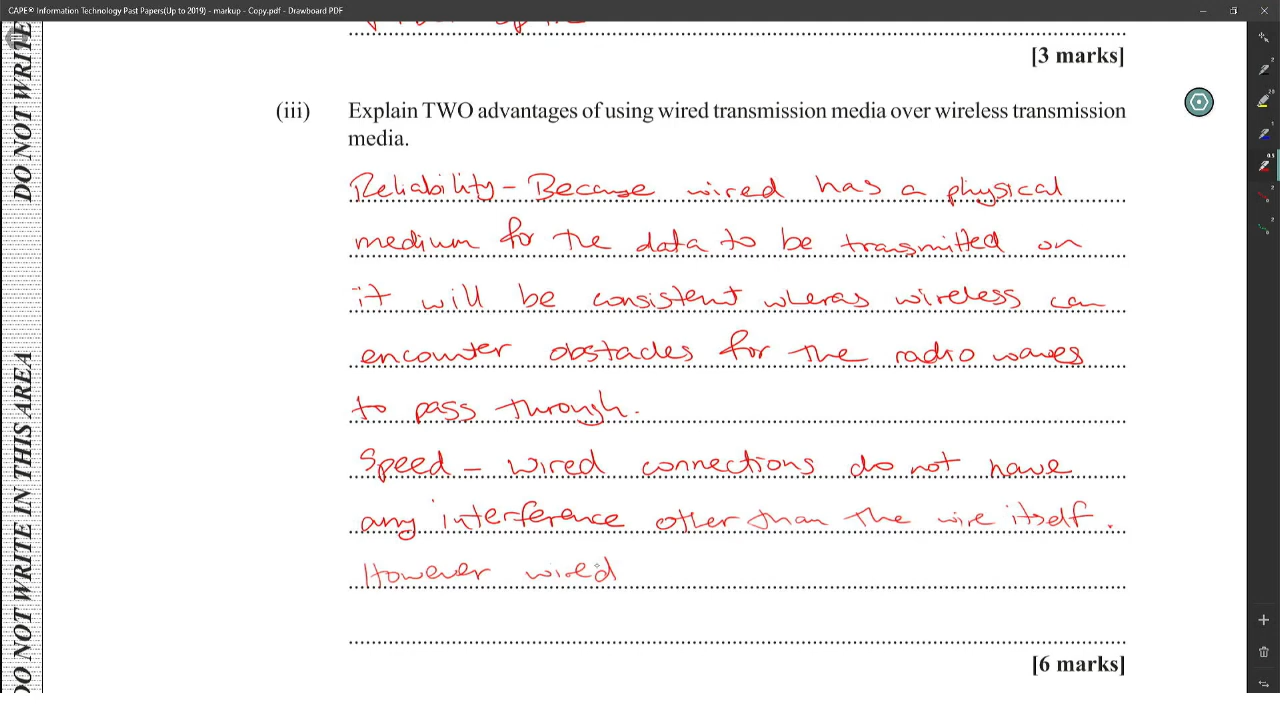 CAPE® Information Technology Past Papers(Up to 2019) - markup - Copy.pdf - Drawboard PDF
DO NOT WRITE
[3 marks]
(iii) Explain TWO advantages of using wired transmission media over wireless transmission
media.
Reliability - Because wired has a physical
medium for the data to be transmitted on
it will be consistent wheras wireless can
encounter obstacles for the radio waves
to pass through.
Speed - wired connections do not have
any interference other than the wire itself.
However wired
DO NOT WRITE IN THIS AREA
[6 marks]